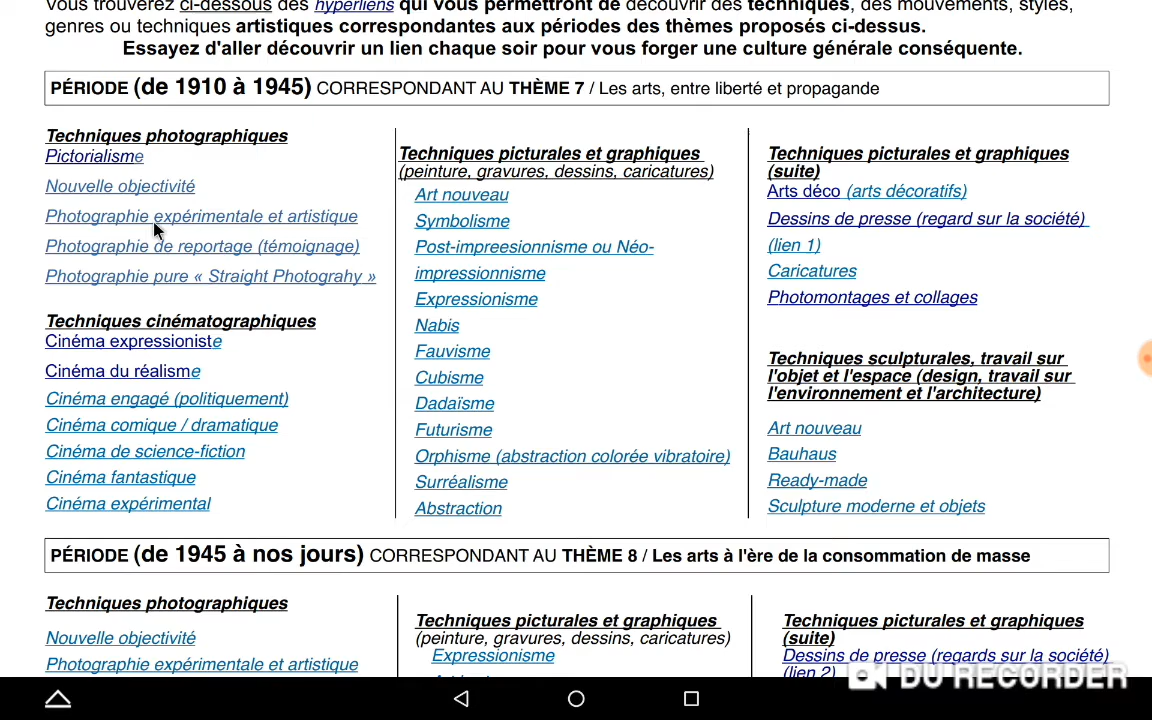 Vous trouverez ci-dessous des hyperliens qui vous permettront de découvrir des techniques, des mouvements, styles,
genres ou techniques artistiques correspondantes aux périodes des thèmes proposés ci-dessus.
Essayez d'aller découvrir un lien chaque soir pour vous forger une culture générale conséquente.
PÉRIODE (de 1910 à 1945) CORRESPONDANT AU THÈME 7 / Les arts, entre liberté et propagande
Techniques photographiques
Pictorialisme
Nouvelle objectivité
Photographie expérimentale et artistique
Photographie de reportage (témoignage)
Photographie pure « Straight Photograhy »
Techniques cinématographiques
Cinéma expressionniste
Cinéma du réalisme
Cinéma engagé (politiquement)
Cinéma comique / dramatique
Cinéma de science-fiction
Cinéma fantastique
Cinéma expérimental
Techniques picturales et graphiques
(peinture, gravures, dessins, caricatures)
Art nouveau
Symbolisme
Post-impreesionnisme ou Néo-
impressionnisme
Expressionisme
Nabis
Fauvisme
Cubisme
Dadaïsme
Futurisme
Orphisme (abstraction colorée vibratoire)
Surréalisme
Abstraction
Techniques picturales et graphiques
(suite)
Arts déco (arts décoratifs)
Dessins de presse (regard sur la société)
(lien 1)
Caricatures
Photomontages et collages
Techniques sculpturales, travail sur
l'objet et l'espace (design, travail sur
l'environnement et l'architecture)
Art nouveau
Bauhaus
Ready-made
Sculpture moderne et objets
PÉRIODE (de 1945 à nos jours) CORRESPONDANT AU THÈME 8 / Les arts à l'ère de la consommation de masse
Techniques photographiques
Nouvelle objectivité
Photographie expérimentale et artistique
Techniques picturales et graphiques
(peinture, gravures, dessins, caricatures)
Expressionisme
Techniques picturales et graphiques
(suite)
Dessins de presse (regards sur la société)
(lien 2)
DU RECORDER